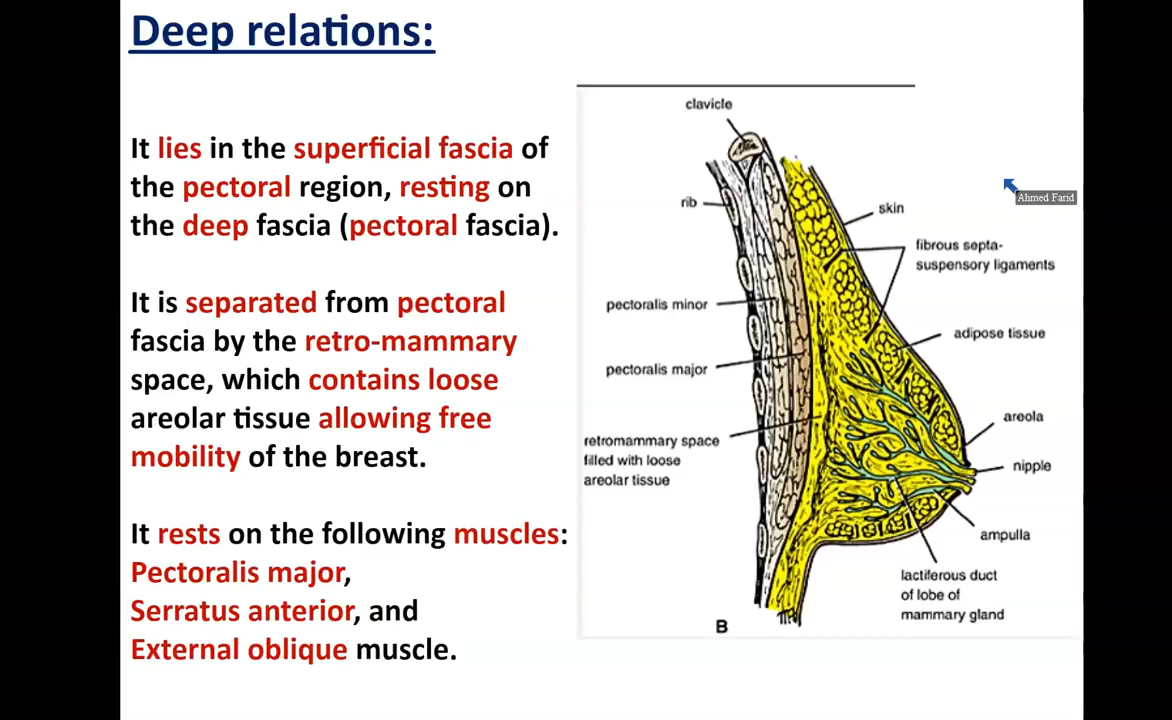 Deep relations:
It lies in the superficial fascia of
the pectoral region, resting on
the deep fascia (pectoral fascia).
It is separated from pectoral
fascia by the retro-mammary
space, which contains loose
areolar tissue allowing free
mobility of the breast.
It rests on the following muscles:
Pectoralis major,
Serratus anterior, and
External oblique muscle.
clavicle
rib
skin
fibrous septa-
suspensory ligaments
pectoralis minor
adipose tissue
pectoralis major
areola
retromammary space
filled with loose
areolar tissue
nipple
ampulla
lactiferous duct
of lobe of
mammary gland
B
Ahmed Farid